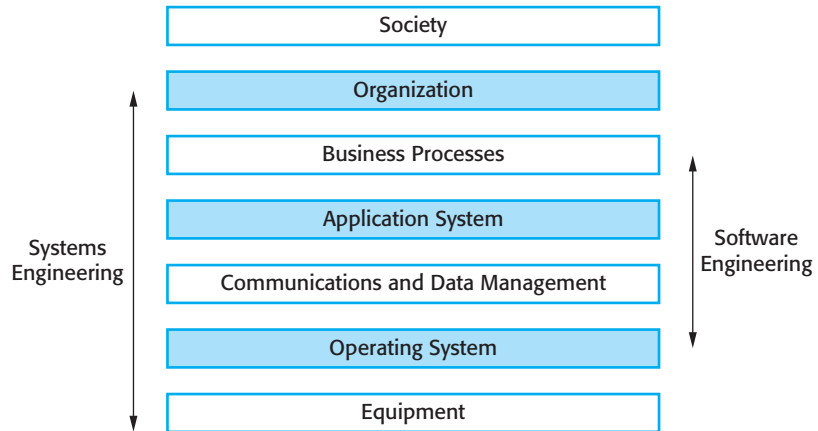 Society
Organization
Business Processes
Application System
Systems
Engineering
Software
Engineering
Communications and Data Management
Operating System
Equipment